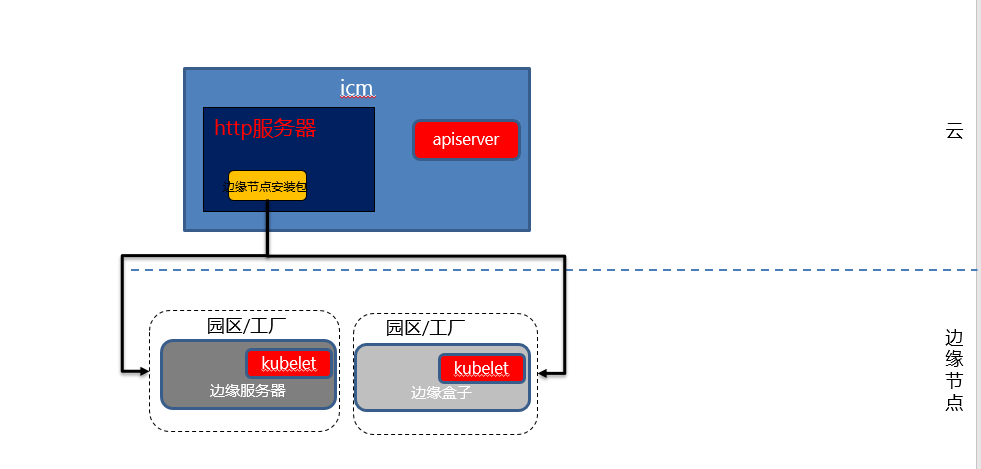 icm
http服务器
apiserver
边缘节点安装包
云
园区/工厂
kubelet
边缘服务器
园区/工厂
kubelet
边缘盒子
边缘节点